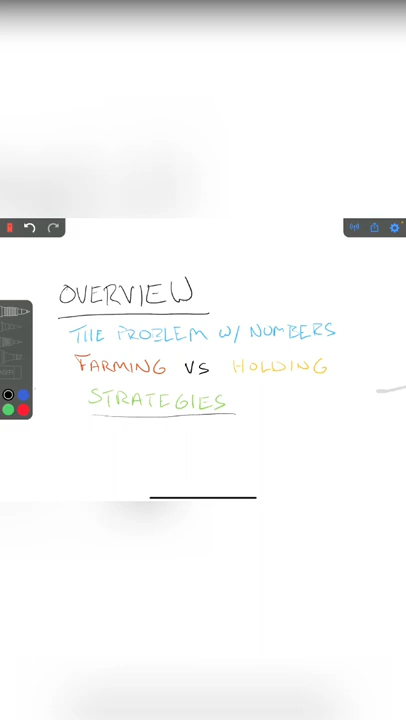 OVERVIEW
THE PROBLEM W/ NUMBERS
FARMING VS HOLDING
STRATEGIES